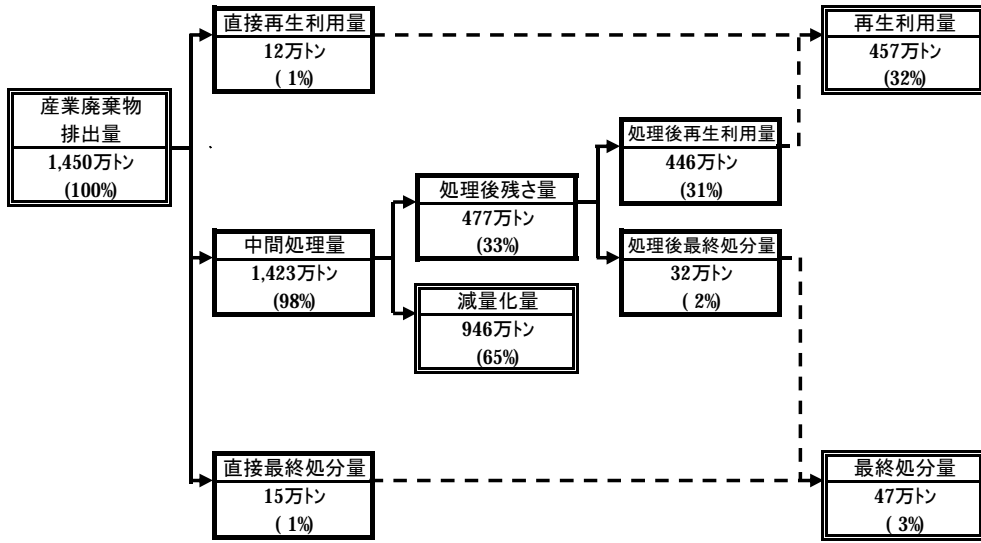 直接再生利用量
12万トン
( 1%)
再生利用量
457万トン
(32%)
産業廃棄物
排出量
1,450万トン
(100%)
処理後再生利用量
446万トン
(31%)
処理後残さ量
477万トン
(33%)
中間処理量
1,423万トン
(98%)
処理後最終処分量
32万トン
( 2%)
減量化量
946万トン
(65%)
直接最終処分量
15万トン
( 1%)
最終処分量
47万トン
( 3%)